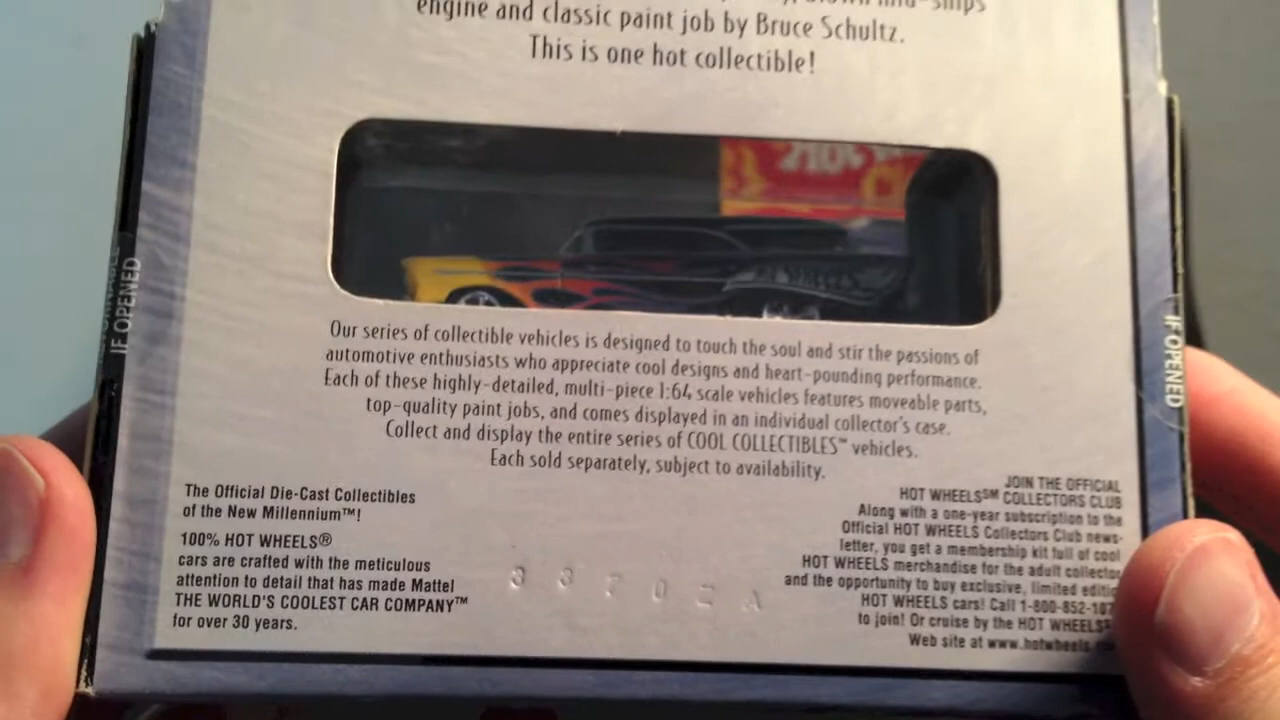 engine and classic paint job by Bruce Schultz.
This is one hot collectible!
HOT
WHEELS
IF OPENED
IF OPENED
Our series of collectible vehicles is designed to touch the soul and stir the passions of
automotive enthusiasts who appreciate cool designs and heart-pounding performance.
Each of these highly-detailed, multi-piece 1:64 scale vehicles features moveable parts,
top-quality paint jobs, and comes displayed in an individual collector's case.
Collect and display the entire series of COOL COLLECTIBLES™ vehicles.
Each sold separately, subject to availability.
The Official Die-Cast Collectibles
of the New Millennium™!
100% HOT WHEELS®
cars are crafted with the meticulous
attention to detail that has made Mattel
THE WORLD'S COOLEST CAR COMPANY™
for over 30 years.
JOIN THE OFFICIAL
HOT WHEELS℠ COLLECTORS CLUB
Along with a one-year subscription to the
Official HOT WHEELS Collectors Club news-
letter, you get a membership kit full of cool
HOT WHEELS merchandise for the adult collector
and the opportunity to buy exclusive, limited
HOT WHEELS cars! Call 1-800-852-107
to join! Or cruise by the HOT WHEELS
Web site at www.hotwheels.